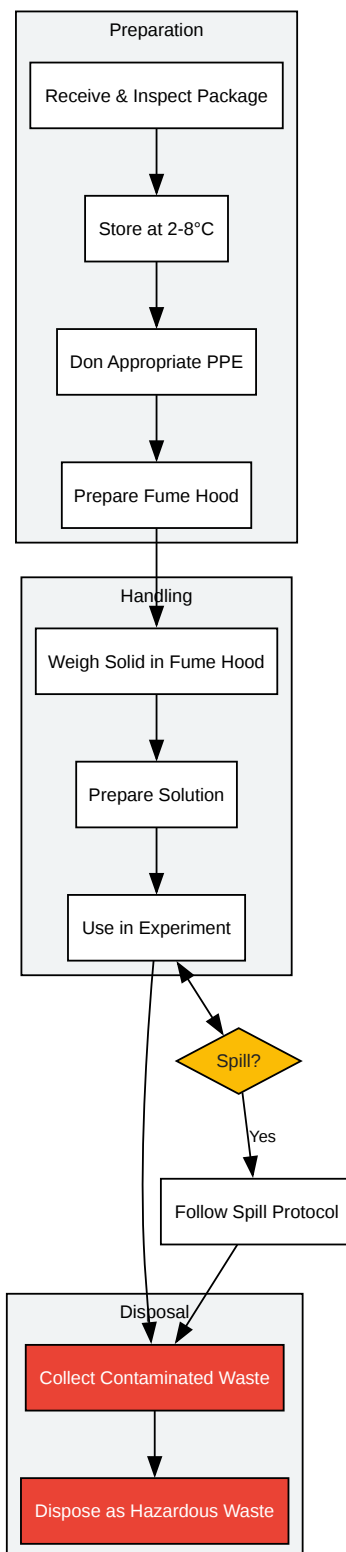 Preparation
Receive & Inspect Package
Store at 2-8°C
Don Appropriate PPE
Prepare Fume Hood
Handling
Weigh Solid in Fume Hood
Prepare Solution
Use in Experiment
Spill?
Yes
Follow Spill Protocol
Disposal
Collect Contaminated Waste
Dispose as Hazardous Waste